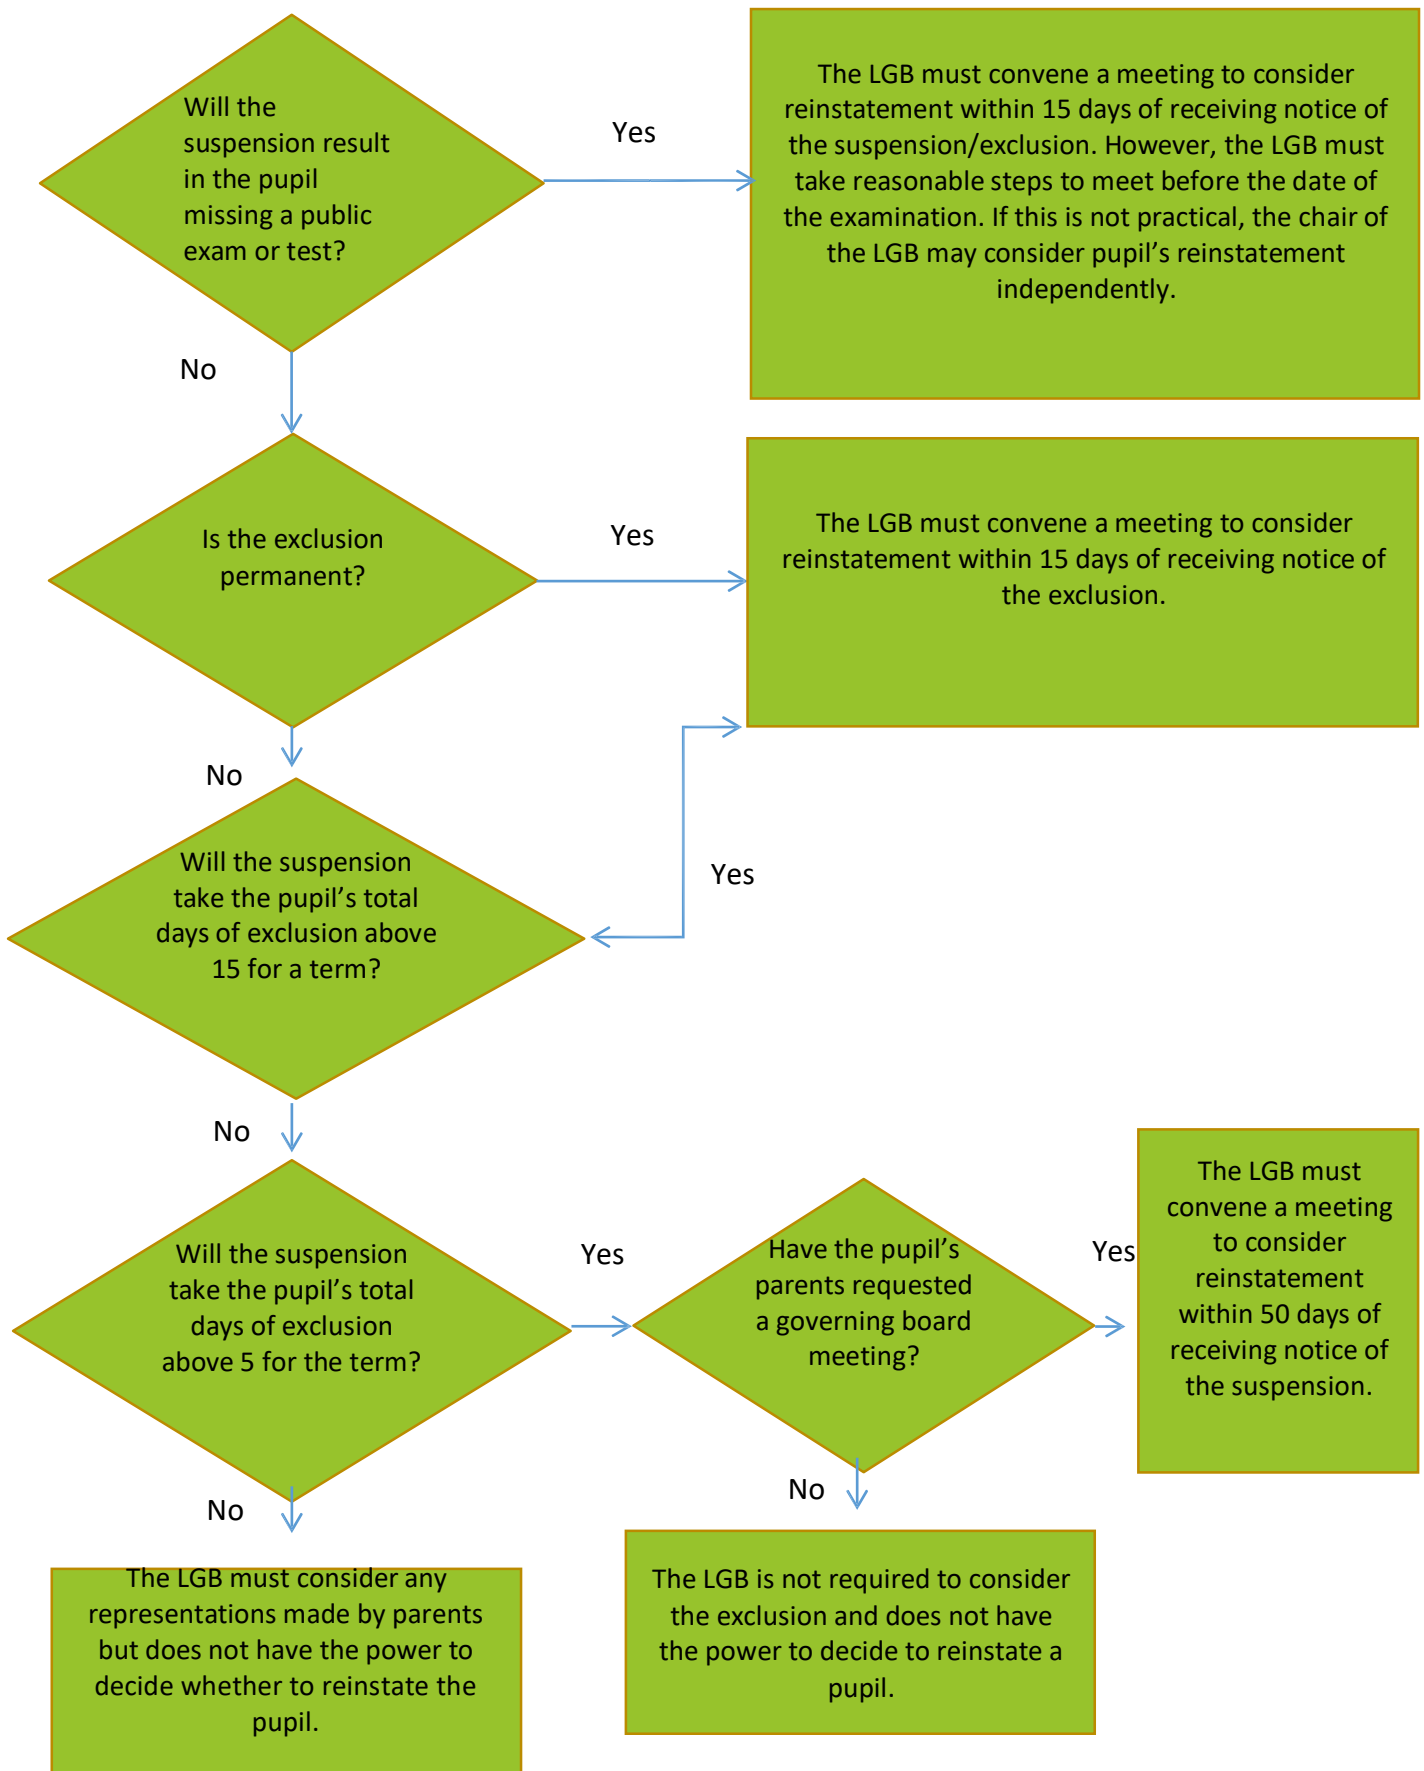 Will the
suspension result
in the pupil
missing a public
exam or test?
Yes
The LGB must convene a meeting to consider
reinstatement within 15 days of receiving notice of
the suspension/exclusion. However, the LGB must
take reasonable steps to meet before the date of
the examination. If this is not practical, the chair of
the LGB may consider pupil’s reinstatement
independently.
No
Is the exclusion
permanent?
Yes
The LGB must convene a meeting to consider
reinstatement within 15 days of receiving notice of
the exclusion.
No
Will the suspension
take the pupil’s total
days of exclusion above
15 for a term?
Yes
No
Will the suspension
take the pupil’s total
days of exclusion
above 5 for the term?
Yes
Have the pupil’s
parents requested
a governing board
meeting?
Yes
The LGB must
convene a meeting
to consider
reinstatement
within 50 days of
receiving notice of
the suspension.
No
The LGB must consider any
representations made by parents
but does not have the power to
decide whether to reinstate the
pupil.
No
The LGB is not required to consider
the exclusion and does not have
the power to decide to reinstate a
pupil.